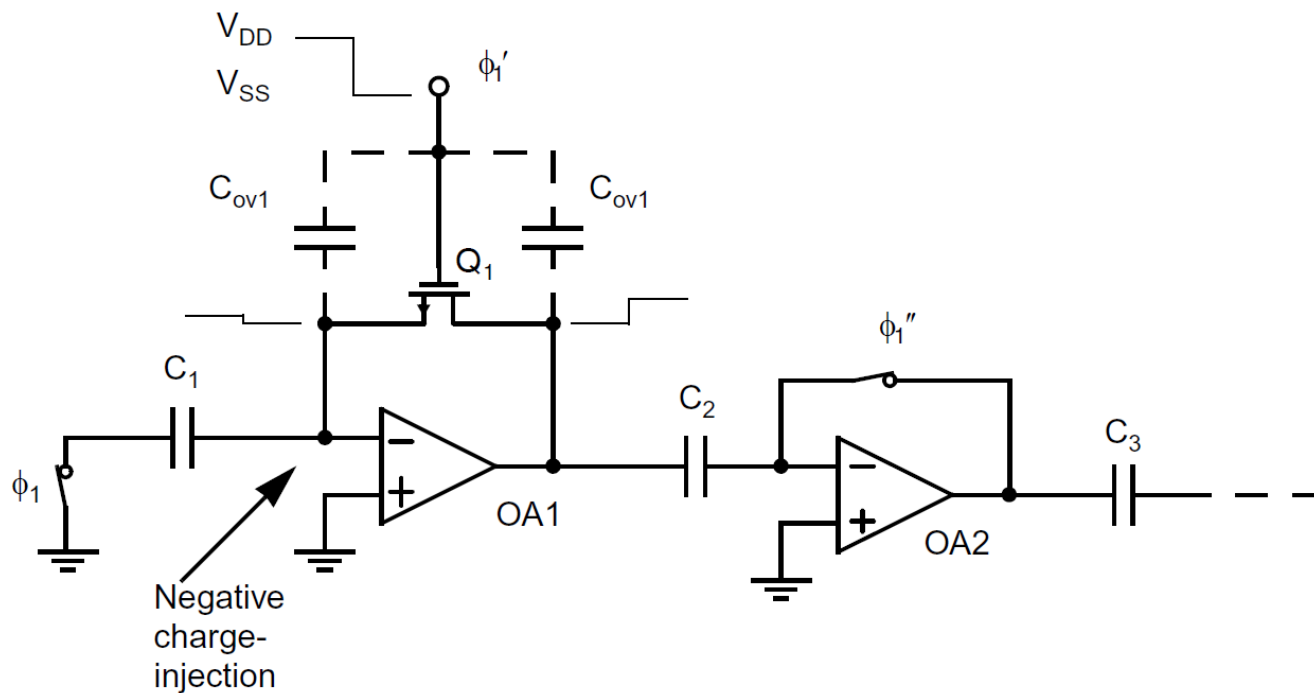 V_DD
V_SS
ϕ₁′
C_ov1
C_ov1
Q₁
ϕ₁″
C₁
C₂
C₃
ϕ₁
−
+
OA1
−
+
OA2
Negative
charge-
injection